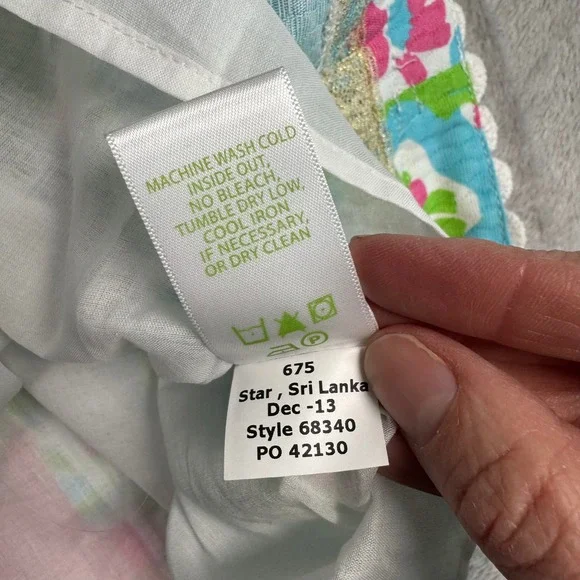 MACHINE WASH COLD
INSIDE OUT,
NO BLEACH,
TUMBLE DRY LOW,
COOL IRON
IF NECESSARY,
OR DRY CLEAN
P
675
Star , Sri Lanka
Dec -13
Style 68340
PO 42130